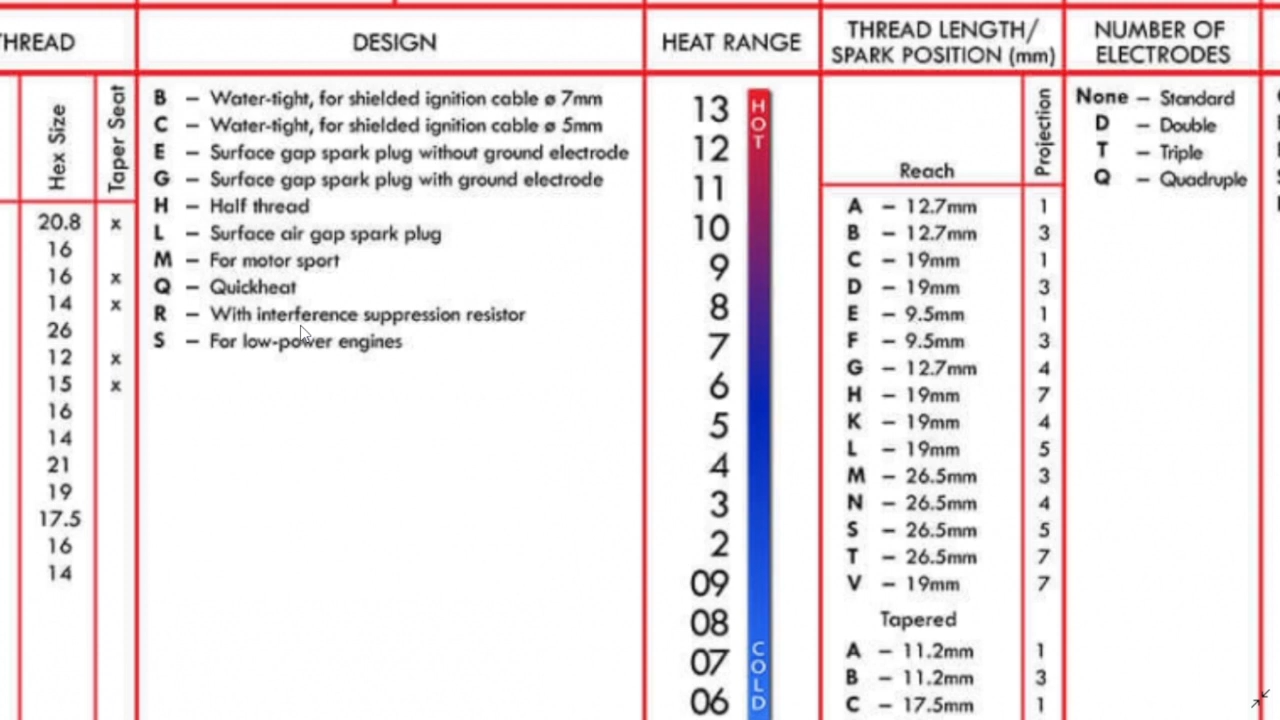 THREAD
DESIGN
HEAT RANGE
THREAD LENGTH/
SPARK POSITION (mm)
NUMBER OF
ELECTRODES
Hex Size
Taper Seat
20.8 x
16
16 x
14 x
26
12 x
15 x
16
14
21
19
17.5
16
14
B – Water-tight, for shielded ignition cable ø 7mm
C – Water-tight, for shielded ignition cable ø 5mm
E – Surface gap spark plug without ground electrode
G – Surface gap spark plug with ground electrode
H – Half thread
L – Surface air gap spark plug
M – For motor sport
Q – Quickheat
R – With interference suppression resistor
S – For low-power engines
13
12
11
10
9
8
7
6
5
4
3
2
09
08
07
06
HOT
COLD
Reach
Projection
A – 12.7mm 1
B – 12.7mm 3
C – 19mm 1
D – 19mm 3
E – 9.5mm 1
F – 9.5mm 3
G – 12.7mm 4
H – 19mm 7
K – 19mm 4
L – 19mm 5
M – 26.5mm 3
N – 26.5mm 4
S – 26.5mm 5
T – 26.5mm 7
V – 19mm 7
Tapered
A – 11.2mm 1
B – 11.2mm 3
C – 17.5mm 1
None – Standard
D – Double
T – Triple
Q – Quadruple